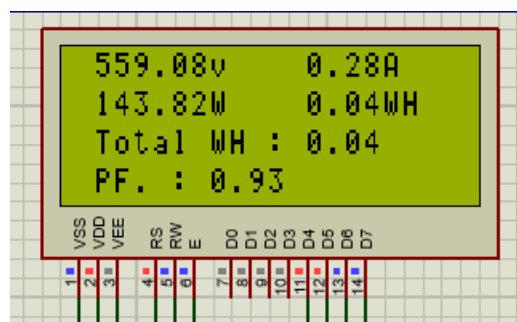 559.08v 0.28A
143.82W 0.04WH
Total WH : 0.04
PF. : 0.93
VSS VDD VEE RS RW E D0 D1 D2 D3 D4 D5 D6 D7
1 2 3 4 5 6 7 8 9 10 11 12 13 14